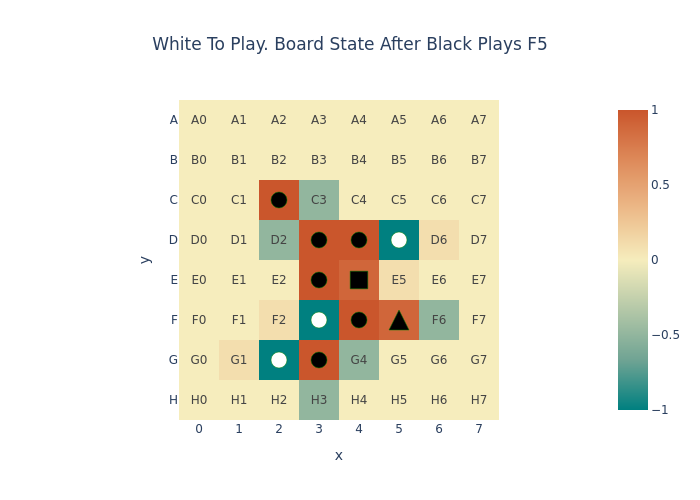 White To Play. Board State After Black Plays F5
A A0 A1 A2 A3 A4 A5 A6 A7 1
B B0 B1 B2 B3 B4 B5 B6 B7
C C0 C1 C3 C4 C5 C6 C7 0.5
D D0 D1 D2 D6 D7
y 0
E E0 E1 E2 E5 E6 E7
F F0 F1 F2 F6 F7 −0.5
G G0 G1 G4 G5 G6 G7
H H0 H1 H2 H3 H4 H5 H6 H7 −1
0 1 2 3 4 5 6 7
x